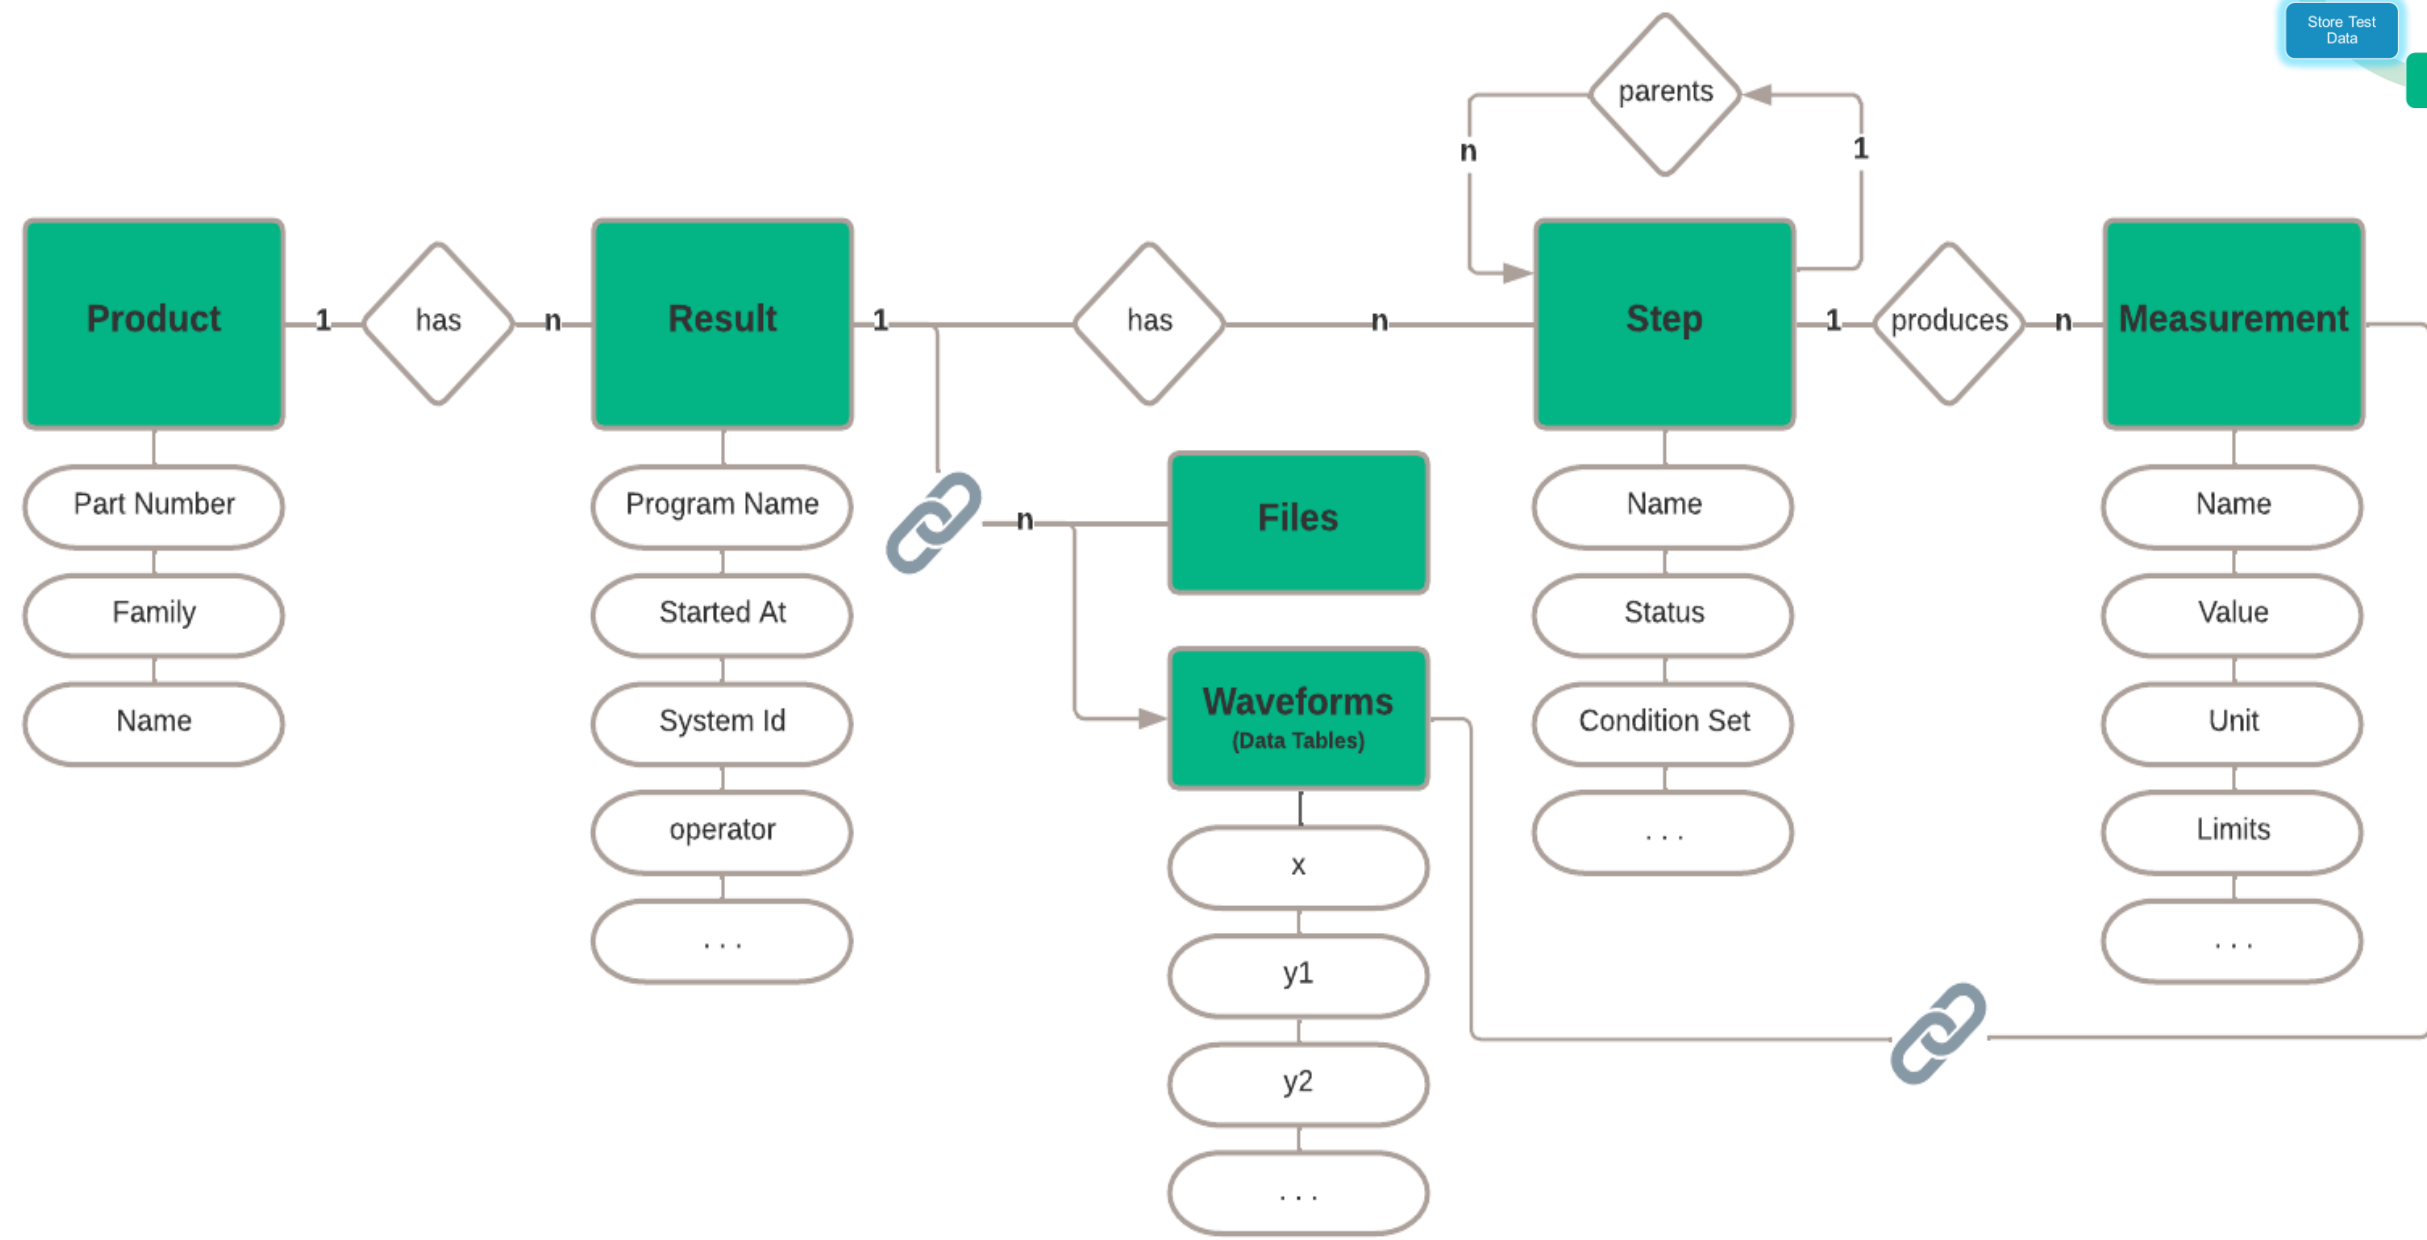 Store Test
Data
parents
n
1
Product
1
has
n
Result
1
has
n
Step
1
produces
n
Measurement
Part Number
Family
Name
Program Name
Started At
System Id
operator
. . .
n
Files
Waveforms
(Data Tables)
x
y1
y2
. . .
Name
Status
Condition Set
. . .
Name
Value
Unit
Limits
. . .